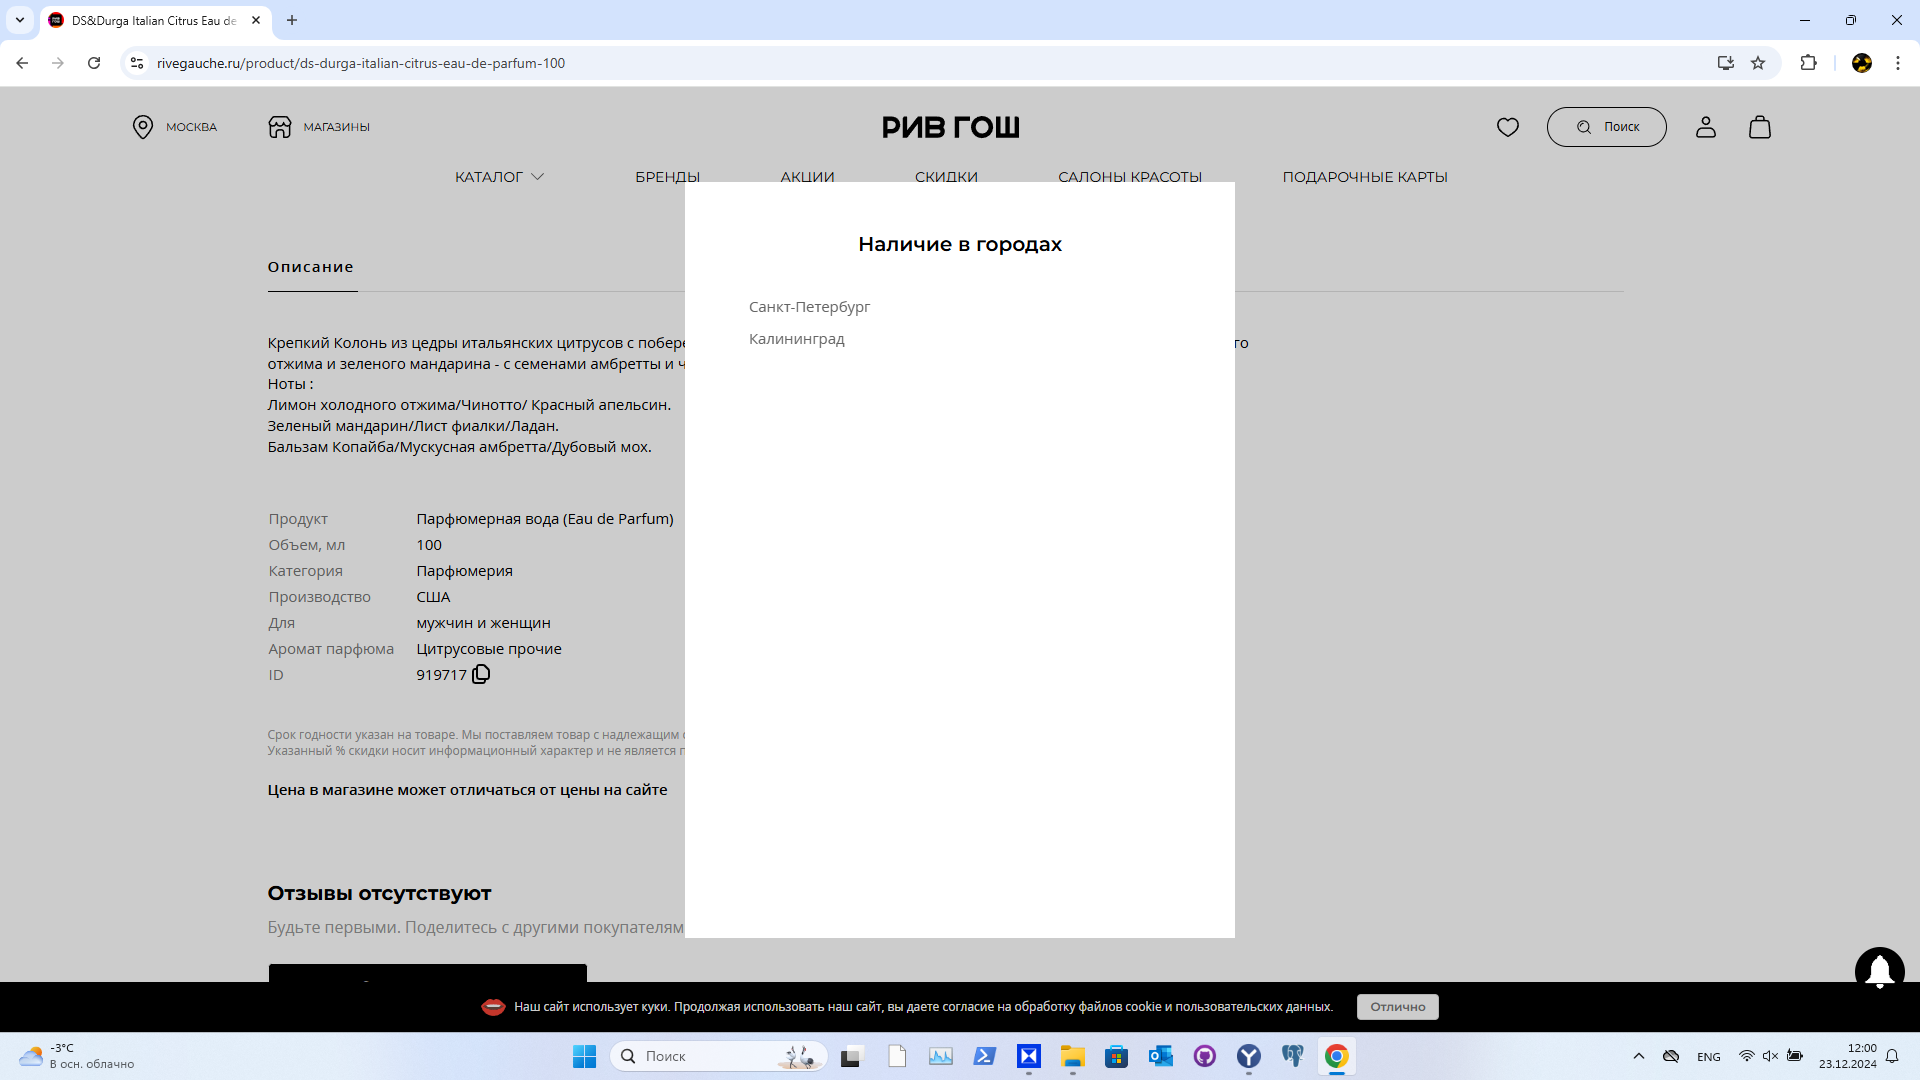 DS&Durga Italian Citrus Eau de
rivegauche.ru/product/ds-durga-italian-citrus-eau-de-parfum-100
МОСКВА
МАГАЗИНЫ
РИВ ГОШ
Поиск
КАТАЛОГ
БРЕНДЫ
АКЦИИ
СКИДКИ
САЛОНЫ КРАСОТЫ
ПОДАРОЧНЫЕ КАРТЫ
Наличие в городах
Санкт-Петербург
Калининград
Описание
Крепкий Колонь из цедры итальянских цитрусов с побере
го
отжима и зеленого мандарина - с семенами амбретты и ч
Ноты :
Лимон холодного отжима/Чинотто/ Красный апельсин.
Зеленый мандарин/Лист фиалки/Ладан.
Бальзам Копайба/Мускусная амбретта/Дубовый мох.
Продукт Парфюмерная вода (Eau de Parfum)
Объем, мл 100
Категория Парфюмерия
Производство США
Для мужчин и женщин
Аромат парфюма Цитрусовые прочие
ID 919717
Срок годности указан на товаре. Мы поставляем товар с надлежащим
Указанный % скидки носит информационный характер и не является
Цена в магазине может отличаться от цены на сайте
Отзывы отсутствуют
Будьте первыми. Поделитесь с другими покупателям
Наш сайт использует куки. Продолжая использовать наш сайт, вы даете согласие на обработку файлов cookie и пользовательских данных.
Отлично
-3°C
В осн. облачно
Поиск
ENG
12:00
23.12.2024